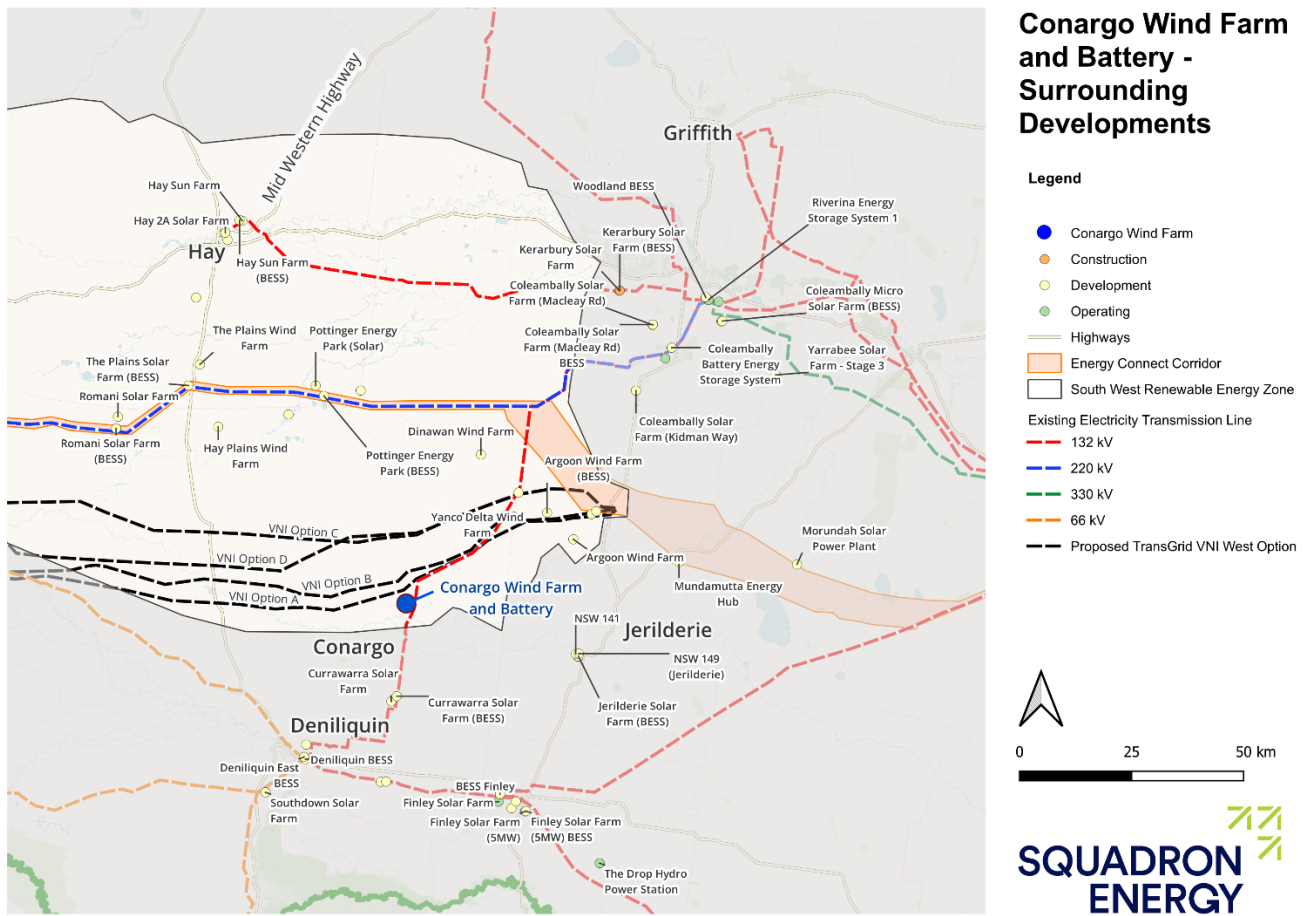 Conargo Wind Farm
and Battery -
Surrounding
Developments
Legend
Conargo Wind Farm
Construction
Development
Operating
Highways
Energy Connect Corridor
South West Renewable Energy Zone
Existing Electricity Transmission Line
132 kV
220 kV
330 kV
66 kV
Proposed TransGrid VNI West Option
0 25 50 km
SQUADRON
ENERGY
Mid Western Highway
Griffith
Hay Sun Farm
Hay 2A Solar Farm
Hay
Hay Sun Farm
(BESS)
Woodland BESS
Riverina Energy
Storage System 1
Kerarbury Solar
Farm (BESS)
Kerarbury Solar
Farm
Coleambally Solar
Farm (Macleay Rd)
Coleambally Micro
Solar Farm (BESS)
Coleambally Solar
Farm (Macleay Rd)
BESS
Coleambally
Battery Energy
Storage System
Yarrabee Solar
Farm - Stage 3
The Plains Wind
Farm
Pottinger Energy
Park (Solar)
The Plains Solar
Farm (BESS)
Romani Solar Farm
Romani Solar Farm
(BESS)
Hay Plains Wind
Farm
Pottinger Energy
Park (BESS)
Dinawan Wind Farm
Coleambally Solar
Farm (Kidman Way)
Argoon Wind Farm
(BESS)
Yanco Delta Wind
Farm
Argoon Wind Farm
Morundah Solar
Power Plant
Mundamutta Energy
Hub
VNI Option C
VNI Option D
VNI Option B
VNI Option A
Conargo Wind Farm
and Battery
NSW 141
Jerilderie
NSW 149
(Jerilderie)
Jerilderie Solar
Farm (BESS)
Conargo
Currawarra Solar
Farm
Currawarra Solar
Farm (BESS)
Deniliquin
Deniliquin BESS
Deniliquin East
BESS
Southdown Solar
Farm
BESS Finley
Finley Solar Farm
Finley Solar Farm
(5MW)
Finley Solar Farm
(5MW) BESS
The Drop Hydro
Power Station